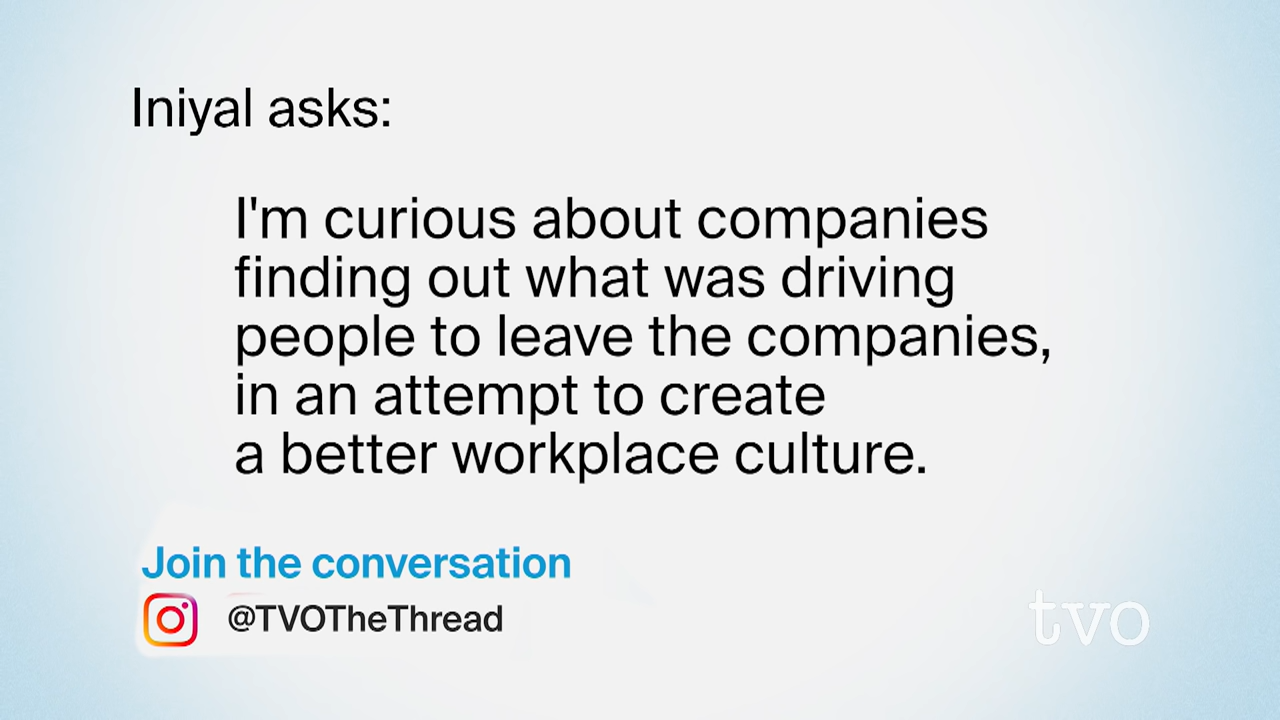 Iniyal asks:
I'm curious about companies
finding out what was driving
people to leave the companies,
in an attempt to create
a better workplace culture.
Join the conversation
@TVOTheThread
tvo